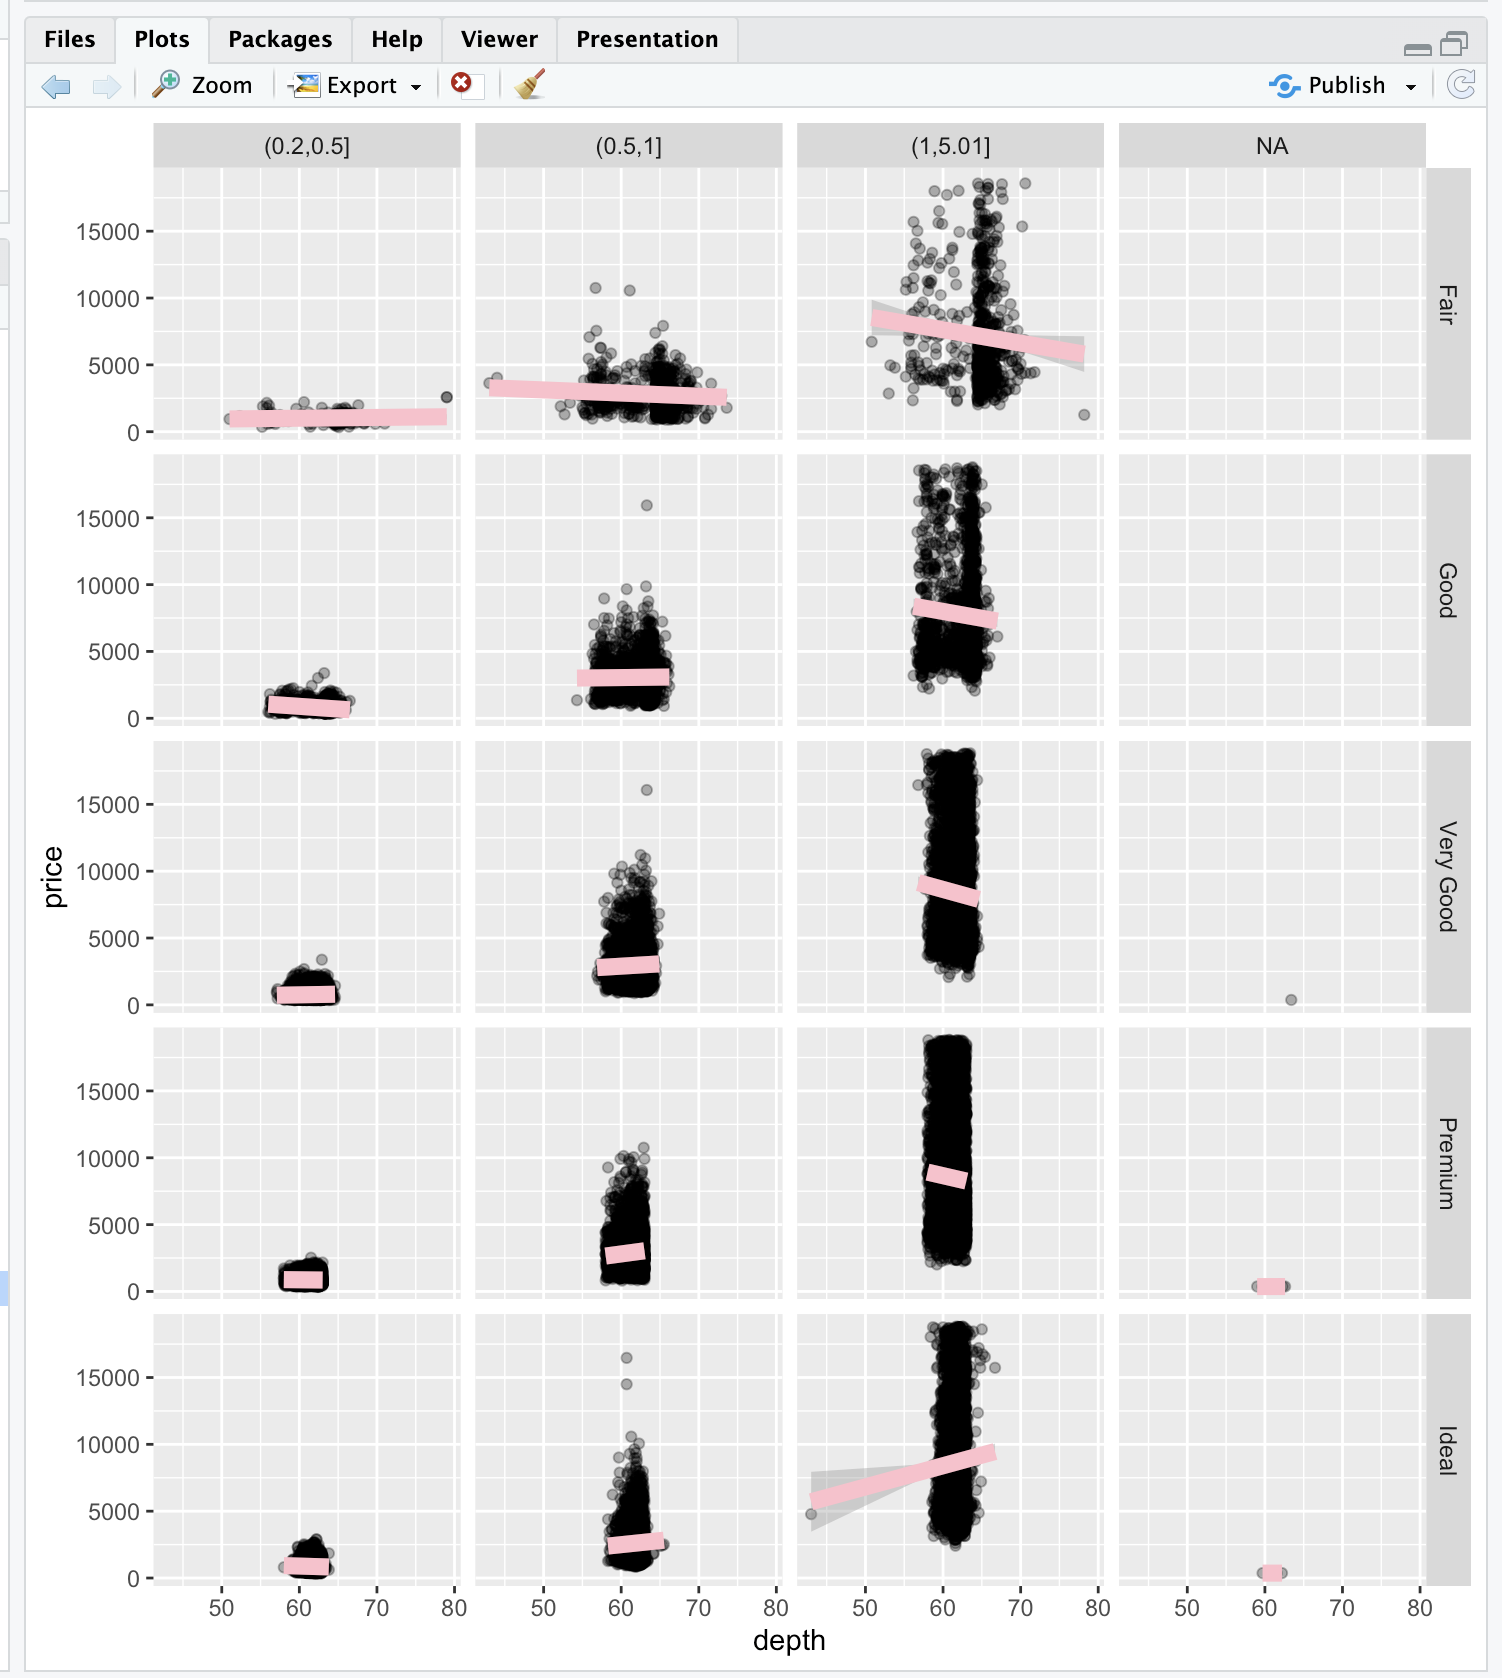 Files Plots Packages Help Viewer Presentation
Zoom Export Publish
(0.2,0.5] (0.5,1] (1,5.01] NA
15000
10000
5000
0
Fair
15000
10000
5000
0
Good
15000
10000
5000
0
Very Good
15000
10000
5000
0
Premium
15000
10000
5000
0
Ideal
price
50 60 70 80 50 60 70 80 50 60 70 80 50 60 70 80
depth